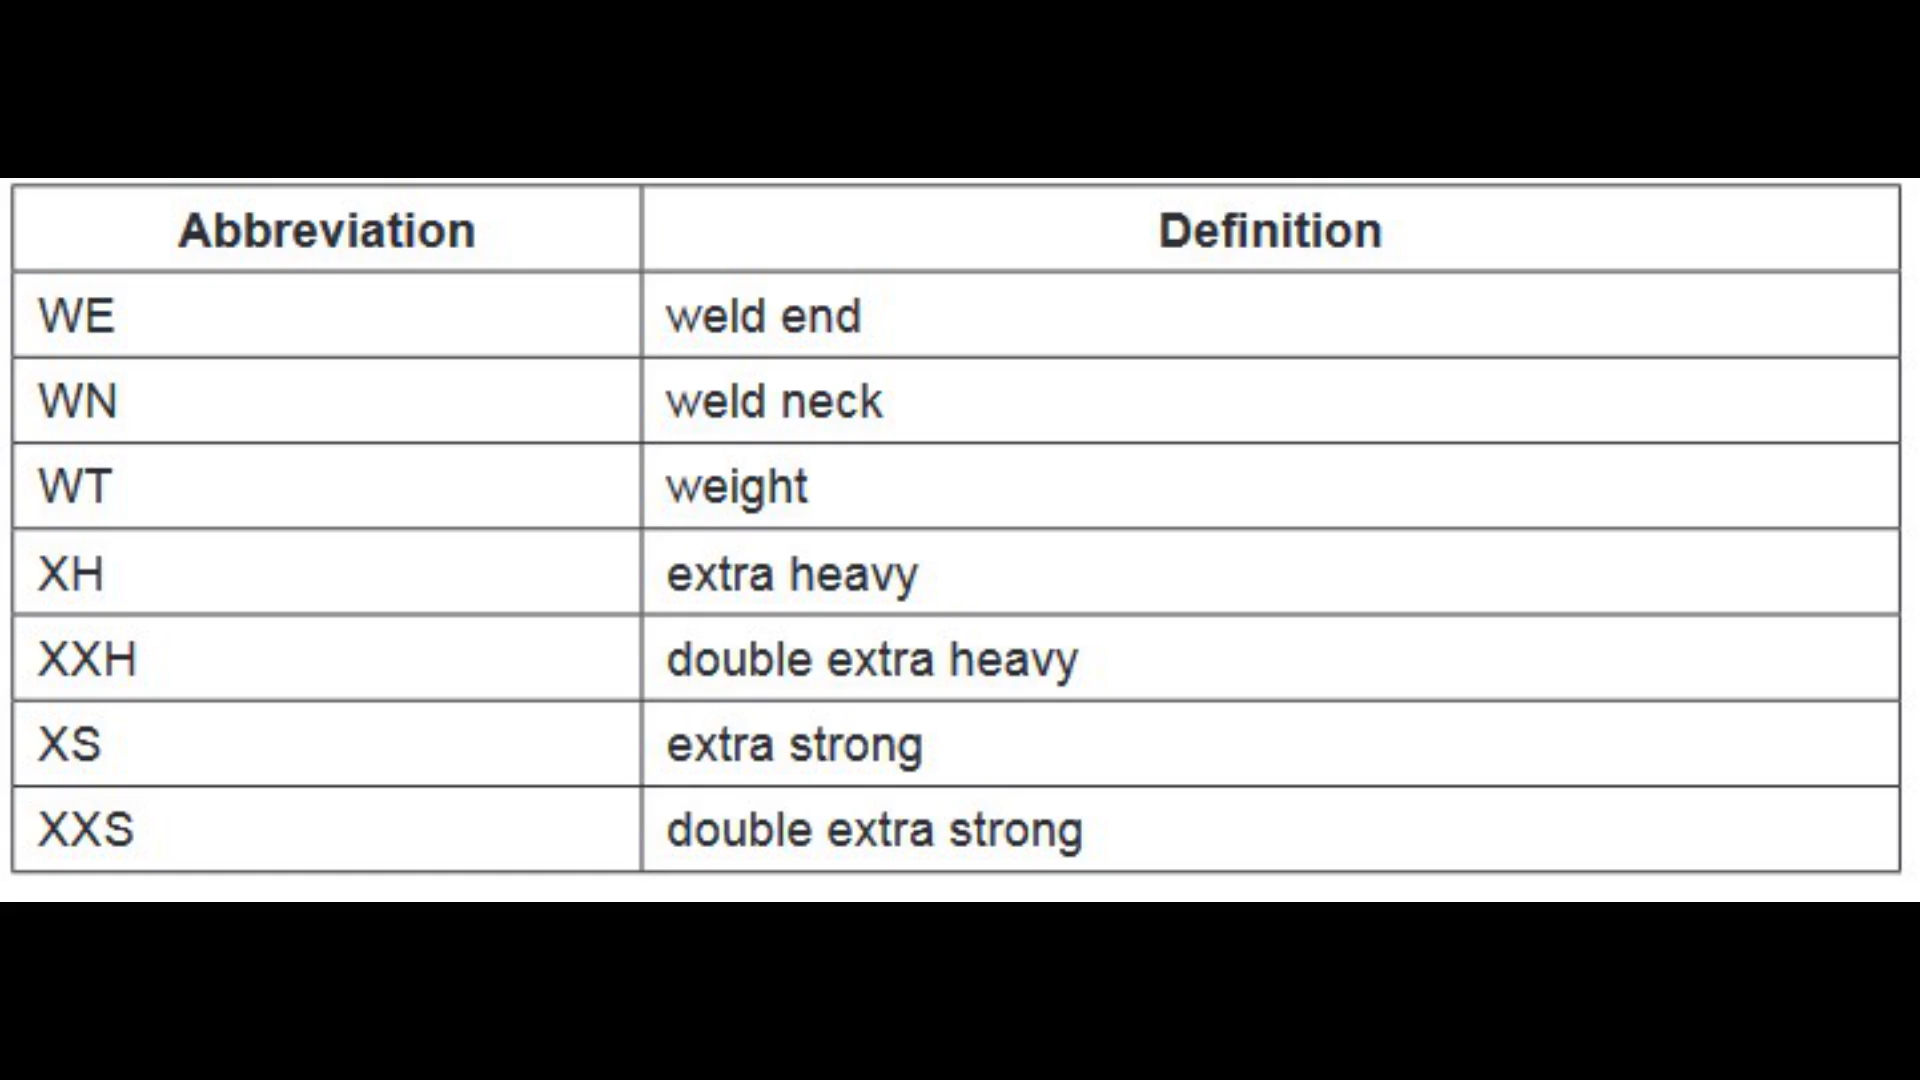 Abbreviation Definition
WE weld end
WN weld neck
WT weight
XH extra heavy
XXH double extra heavy
XS extra strong
XXS double extra strong